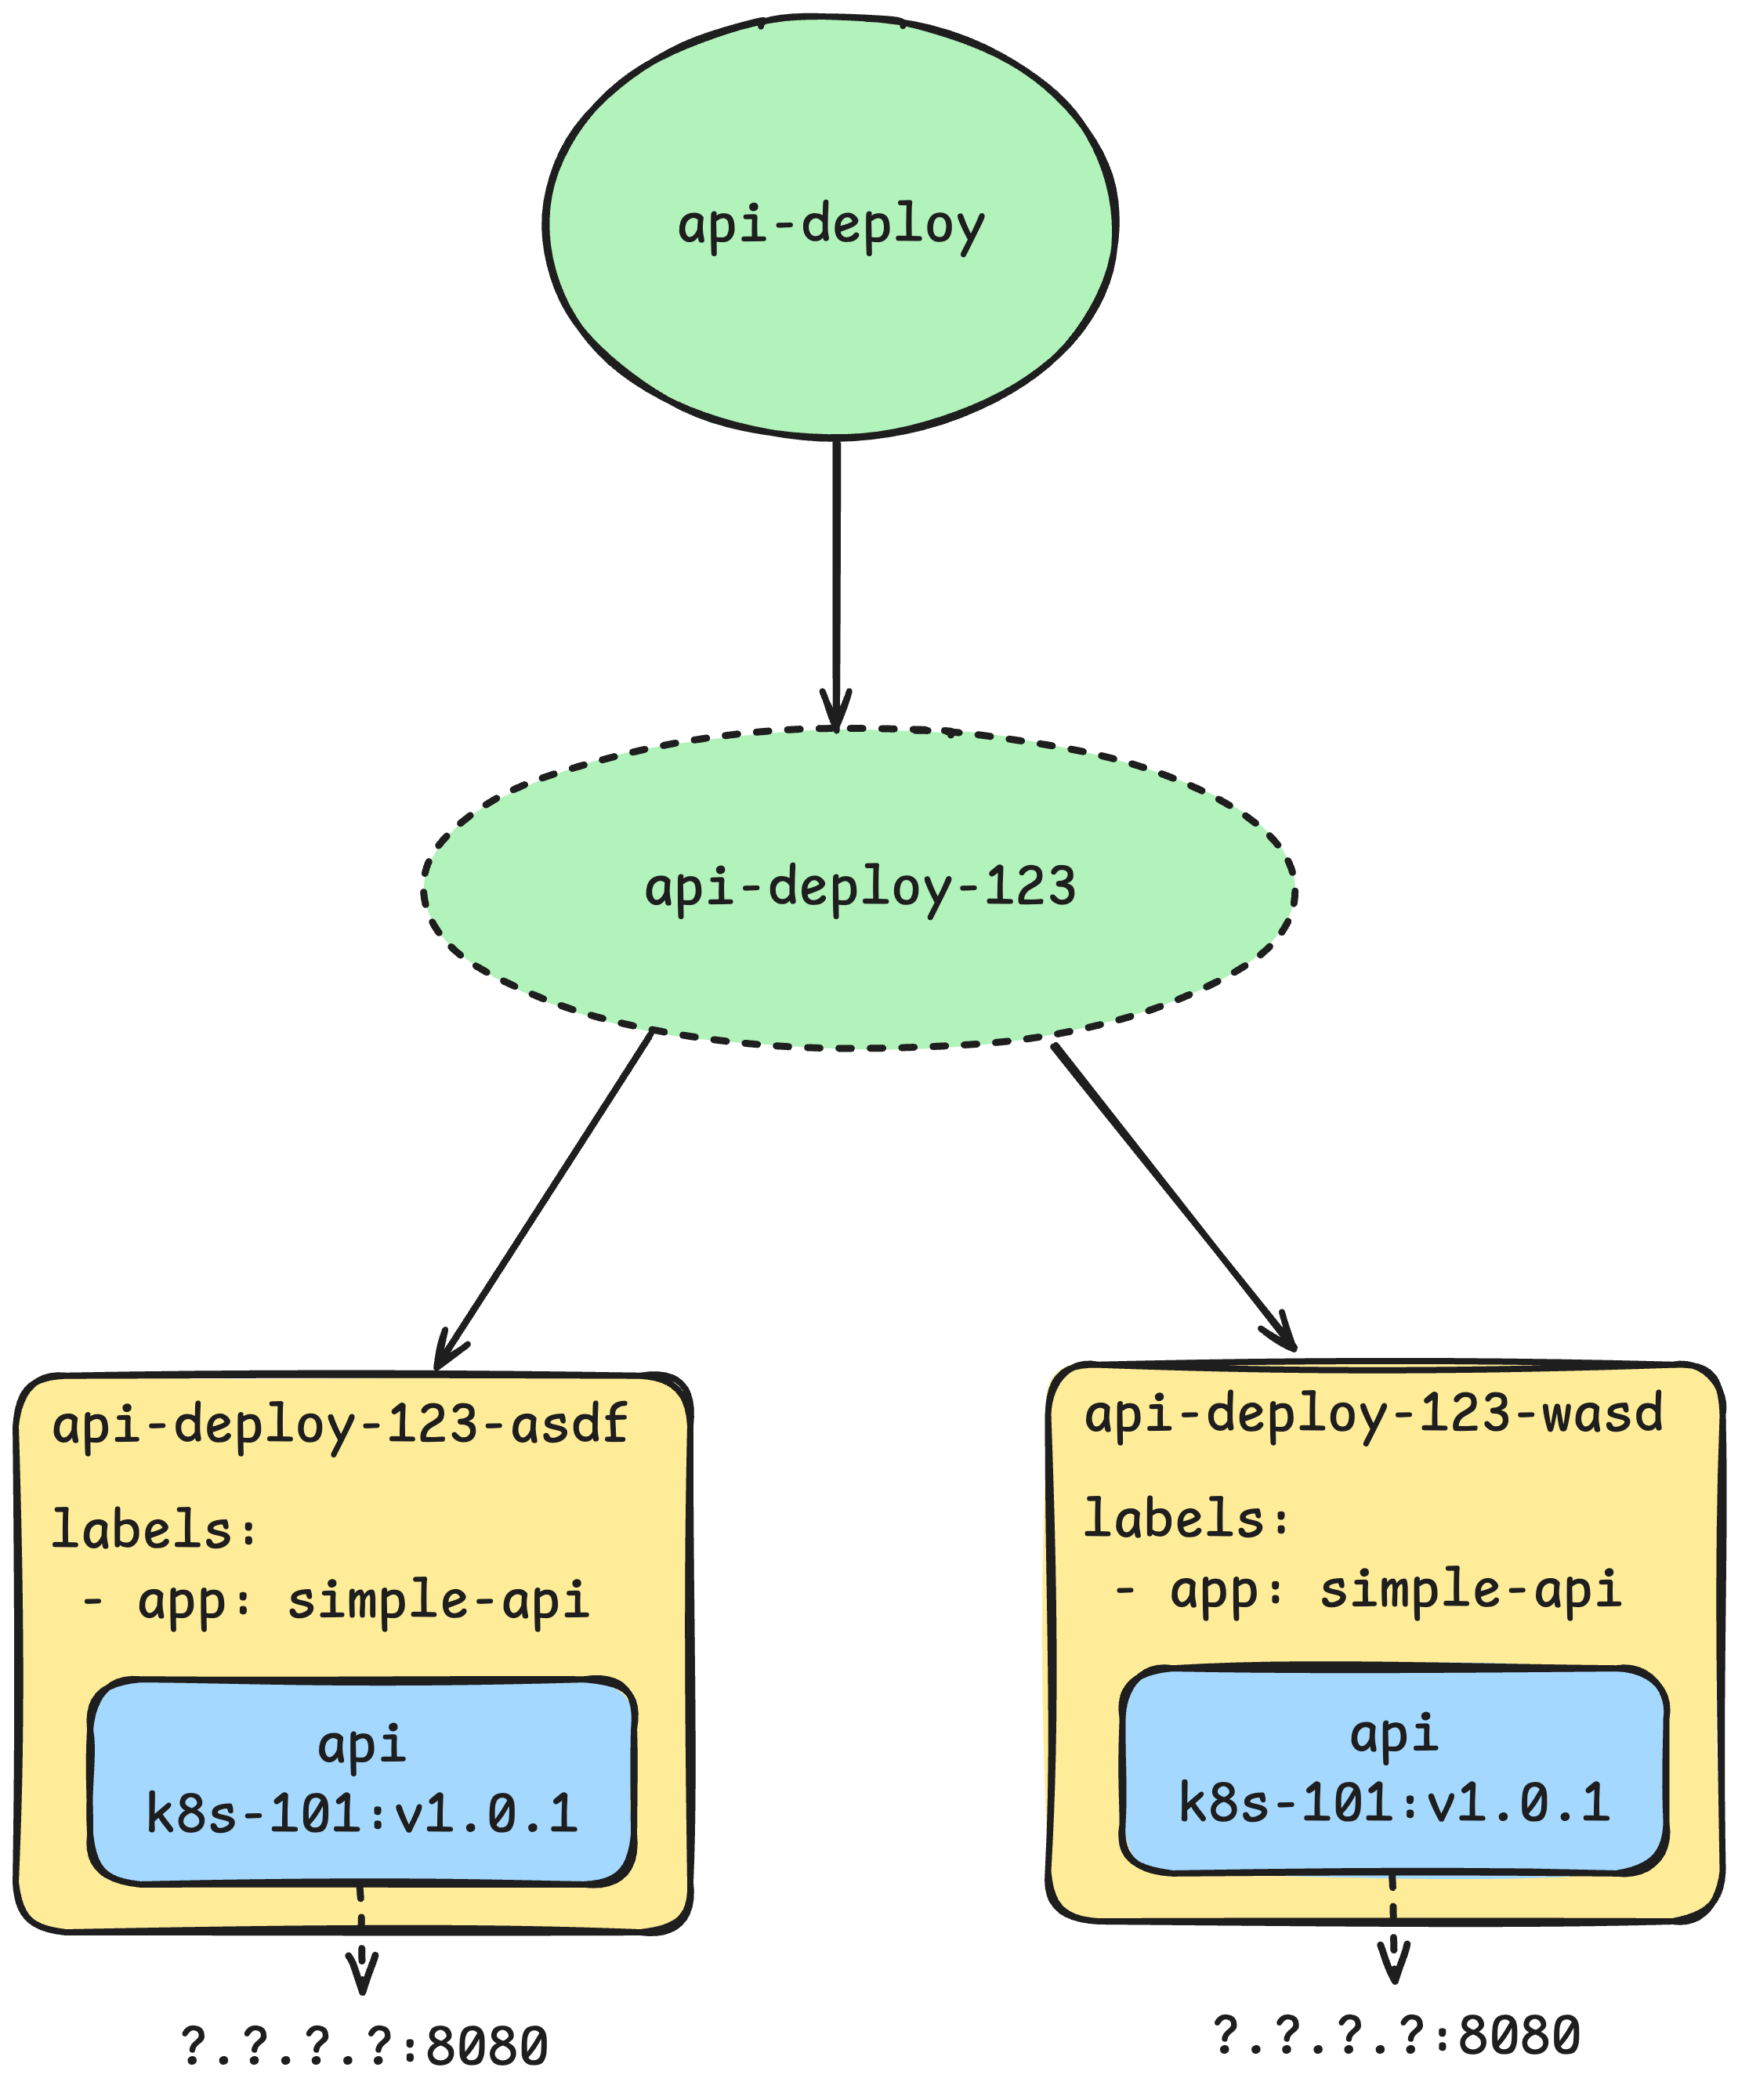 api-deploy
api-deploy-123
api-deploy-123-asdf
labels:
- app: simple-api
api
k8s-101:v1.0.1
?.?.?.?:8080
api-deploy-123-wasd
labels:
- app: simple-api
api
k8s-101:v1.0.1
?.?.?.?:8080